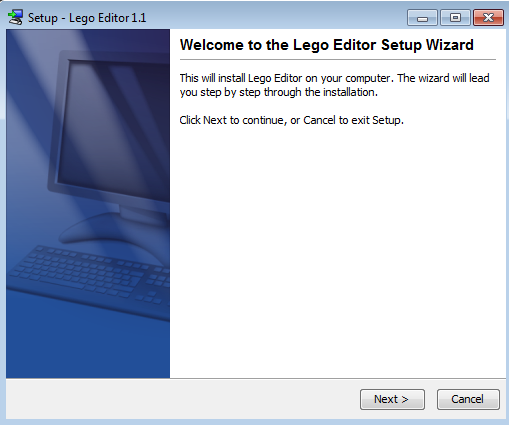 Setup - Lego Editor 1.1
Welcome to the Lego Editor Setup Wizard
This will install Lego Editor on your computer. The wizard will lead
you step by step through the installation.
Click Next to continue, or Cancel to exit Setup.
Next >
Cancel